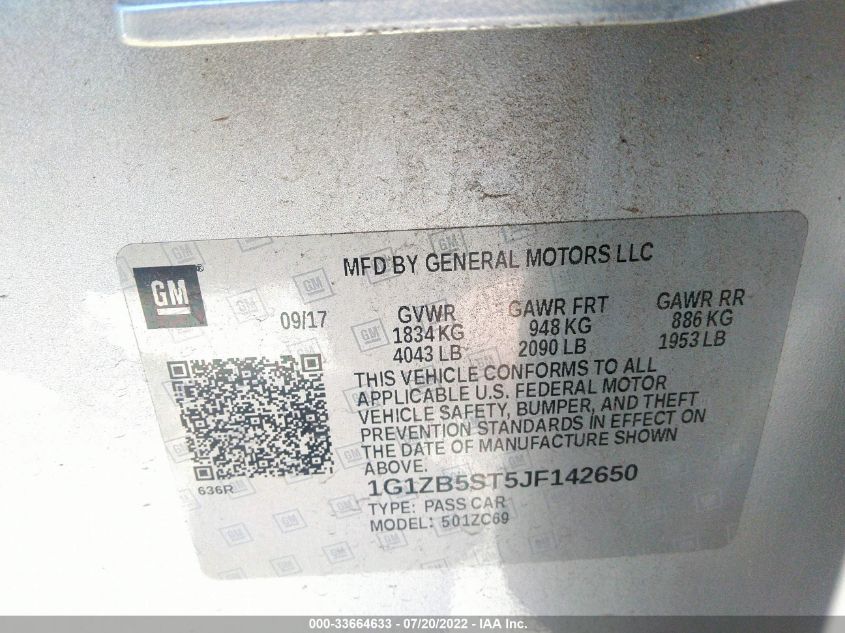 MFD BY GENERAL MOTORS LLC
GM®
09/17
GVWR GAWR FRT GAWR RR
1834 KG 948 KG 886 KG
4043 LB 2090 LB 1953 LB
THIS VEHICLE CONFORMS TO ALL
APPLICABLE U.S. FEDERAL MOTOR
VEHICLE SAFETY, BUMPER, AND THEFT
PREVENTION STANDARDS IN EFFECT ON
THE DATE OF MANUFACTURE SHOWN
ABOVE.
636R
1G1ZB5ST5JF142650
TYPE: PASS CAR
MODEL: 501ZC69
000-33664633 / 07/20/2022 - IAA Inc.